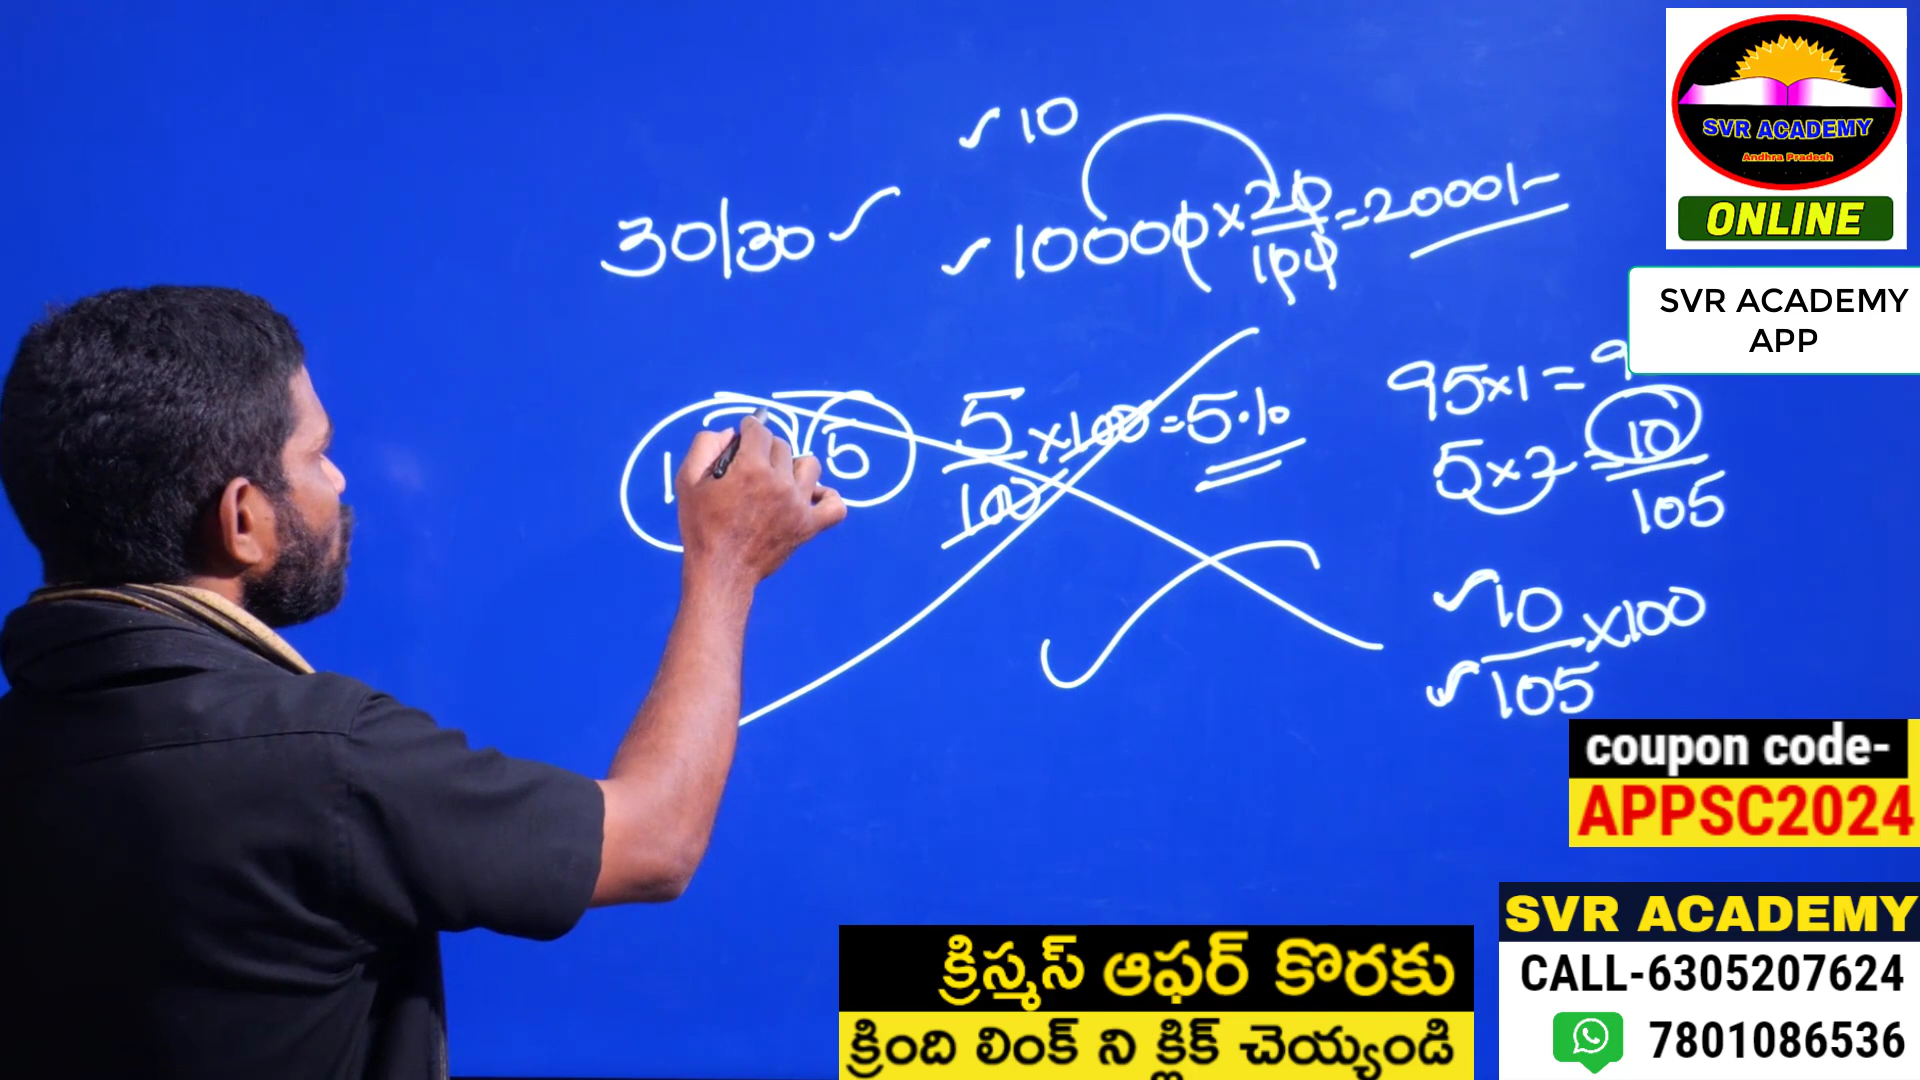 ✓ 10
30/30 ✓
✓ 10000 × 20/100 = 2000/-
5/100 × 100 = 5%
95 × 1 = 9
5 × 2 = 10
105
✓ 10
✓ 105
× 100
1
5
SVR ACADEMY
Andhra Pradesh
ONLINE
SVR ACADEMY
APP
coupon code-
APPSC2024
SVR ACADEMY
CALL-6305207624
7801086536
క్రిస్మస్ ఆఫర్ కొరకు
క్రింది లింక్ ని క్లిక్ చెయ్యండి